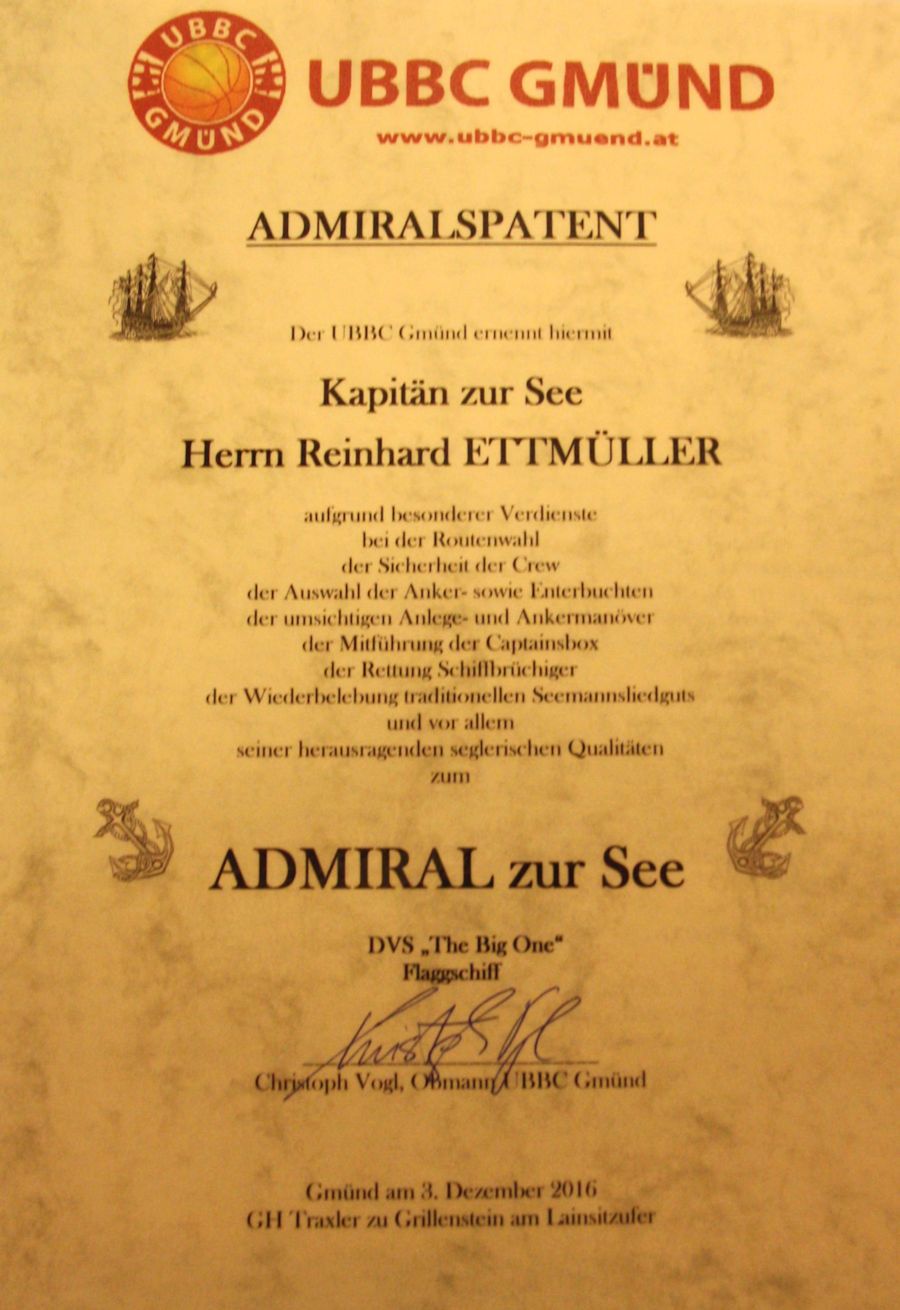 UBBC
GMÜND
UBBC GMÜND
www.ubbc-gmuend.at
ADMIRALSPATENT
Der UBBC Gmünd ernennt hiermit
Kapitän zur See
Herrn Reinhard ETTMÜLLER
aufgrund besonderer Verdienste
bei der Routenwahl
der Sicherheit der Crew
der Auswahl der Anker- sowie Enterbuchten
der umsichtigen Anlege- und Ankermanöver
der Mitführung der Captainsbox
der Rettung Schiffbrüchiger
der Wiederbelebung traditionellen Seemannsliedguts
und vor allem
seiner herausragenden seglerischen Qualitäten
zum
ADMIRAL zur See
DVS „The Big One“
Flaggschiff
Christoph Vogl, Obmann UBBC Gmünd
Gmünd am 3. Dezember 2016
GH Traxler zu Grillenstein am Lainsitzufer